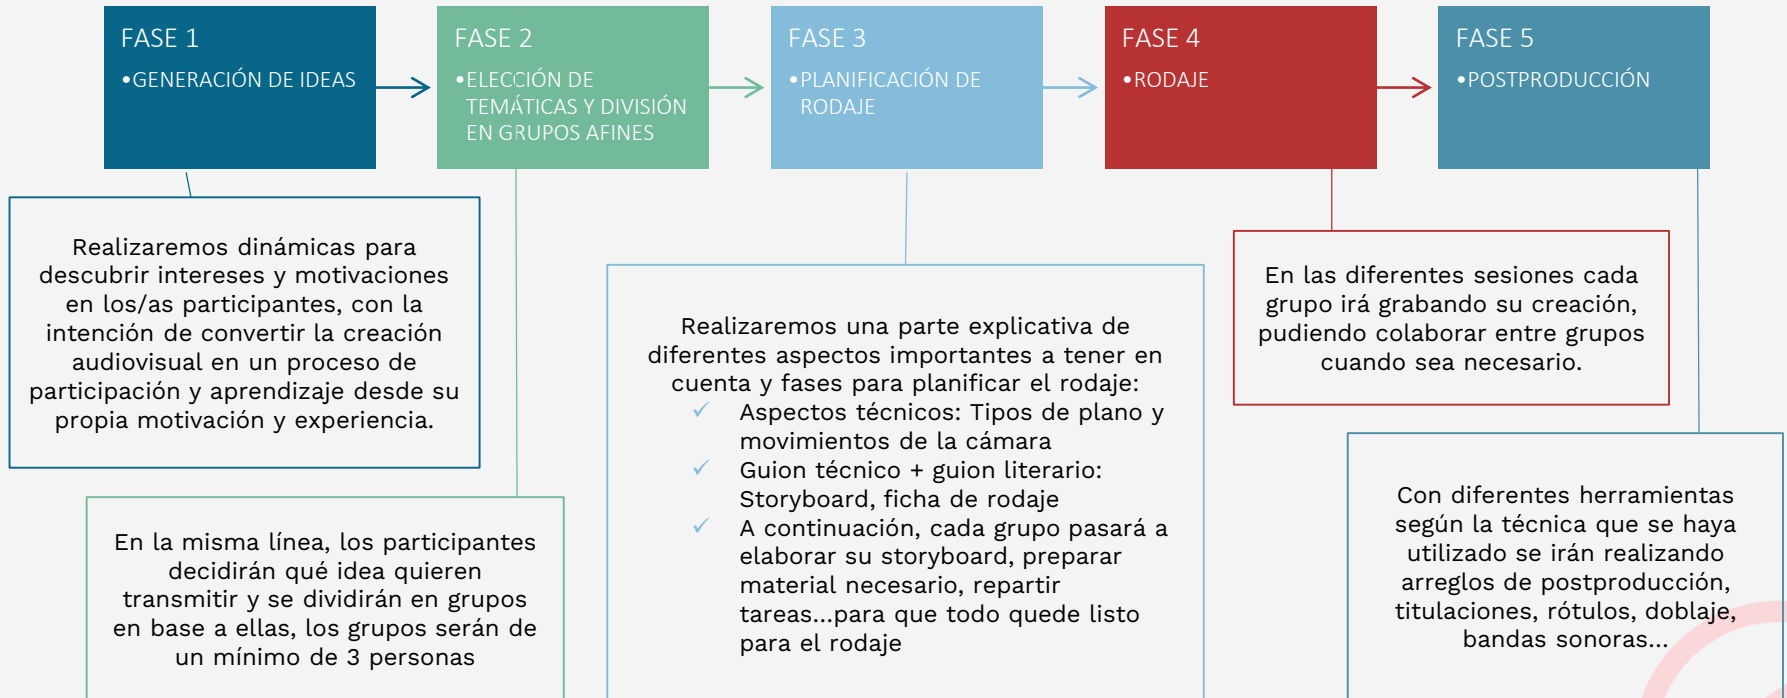 FASE 1
•GENERACIÓN DE IDEAS
FASE 2
•ELECCIÓN DE
TEMÁTICAS Y DIVISIÓN
EN GRUPOS AFINES
FASE 3
•PLANIFICACIÓN DE
RODAJE
FASE 4
•RODAJE
FASE 5
•POSTPRODUCCIÓN
Realizaremos dinámicas para
descubrir intereses y motivaciones
en los/as participantes, con la
intención de convertir la creación
audiovisual en un proceso de
participación y aprendizaje desde su
propia motivación y experiencia.
En la misma línea, los participantes
decidirán qué idea quieren
transmitir y se dividirán en grupos
en base a ellas, los grupos serán de
un mínimo de 3 personas
Realizaremos una parte explicativa de
diferentes aspectos importantes a tener en
cuenta y fases para planificar el rodaje:
✓ Aspectos técnicos: Tipos de plano y
movimientos de la cámara
✓ Guion técnico + guion literario:
Storyboard, ficha de rodaje
✓ A continuación, cada grupo pasará a
elaborar su storyboard, preparar
material necesario, repartir
tareas...para que todo quede listo
para el rodaje
En las diferentes sesiones cada
grupo irá grabando su creación,
pudiendo colaborar entre grupos
cuando sea necesario.
Con diferentes herramientas
según la técnica que se haya
utilizado se irán realizando
arreglos de postproducción,
titulaciones, rótulos, doblaje,
bandas sonoras...